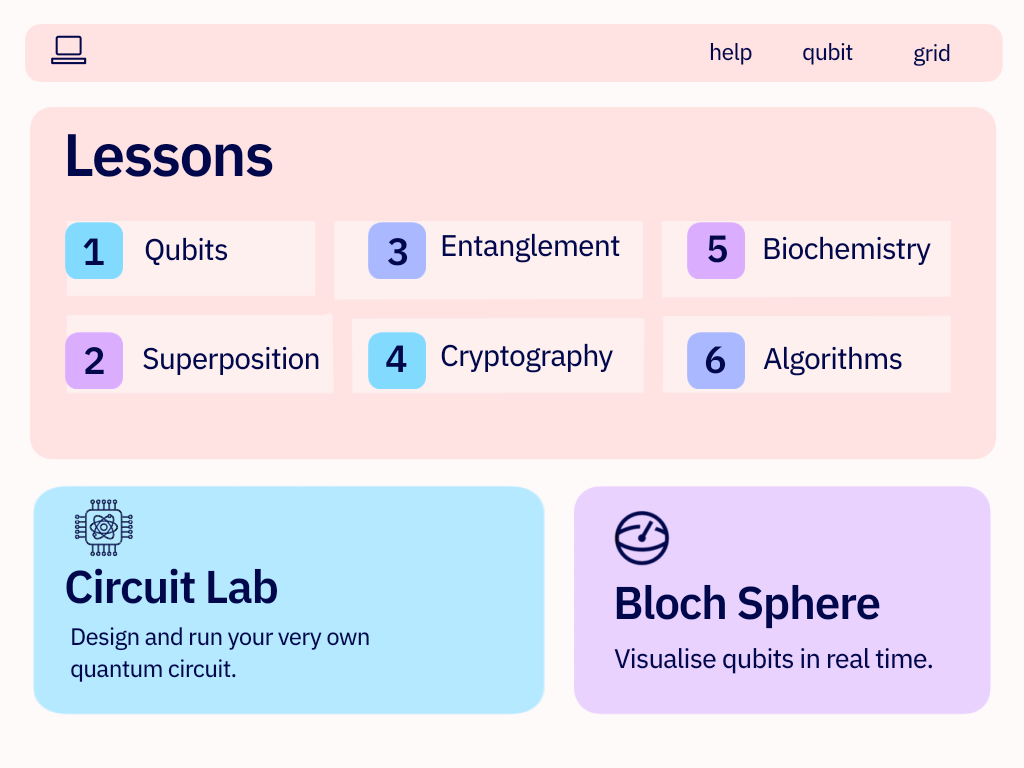 help qubit grid
Lessons
1 Qubits
2 Superposition
3 Entanglement
4 Cryptography
5 Biochemistry
6 Algorithms
Circuit Lab
Design and run your very own
quantum circuit.
Bloch Sphere
Visualise qubits in real time.